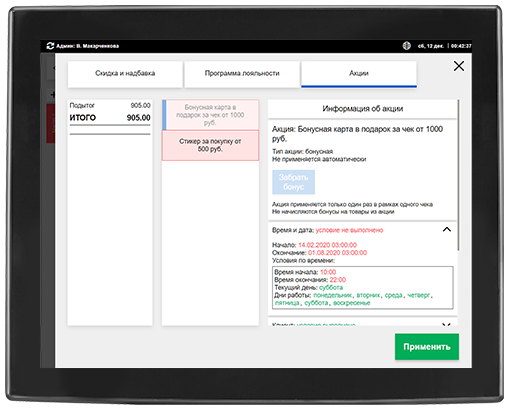 Админ: В. Макарченкова
сб, 12 дек. | 00:42:37
Скидка и надбавка
Программа лояльности
Акции
Подытог 905.00
ИТОГО 905.00
Бонусная карта в
подарок за чек от 1000
руб.
Стикер за покупку от
500 руб.
Информация об акции
Акция: Бонусная карта в подарок за чек от 1000
руб.
Тип акции: бонусная
Не применяется автоматически
Забрать
бонус
Акция применяется только один раз в рамках одного чека
Не начисляются бонусы на товары из акции
Время и дата: условие не выполнено
Начало: 14.02.2020 03:00:00
Окончание: 01.08.2020 03:00:00
Условия по времени:
Время начала: 10:00
Время окончания: 22:00
Текущий день: суббота
Дни работы: понедельник, вторник, среда, четверг,
пятница, суббота, воскресенье
Клиент: условие выполнено
Применить